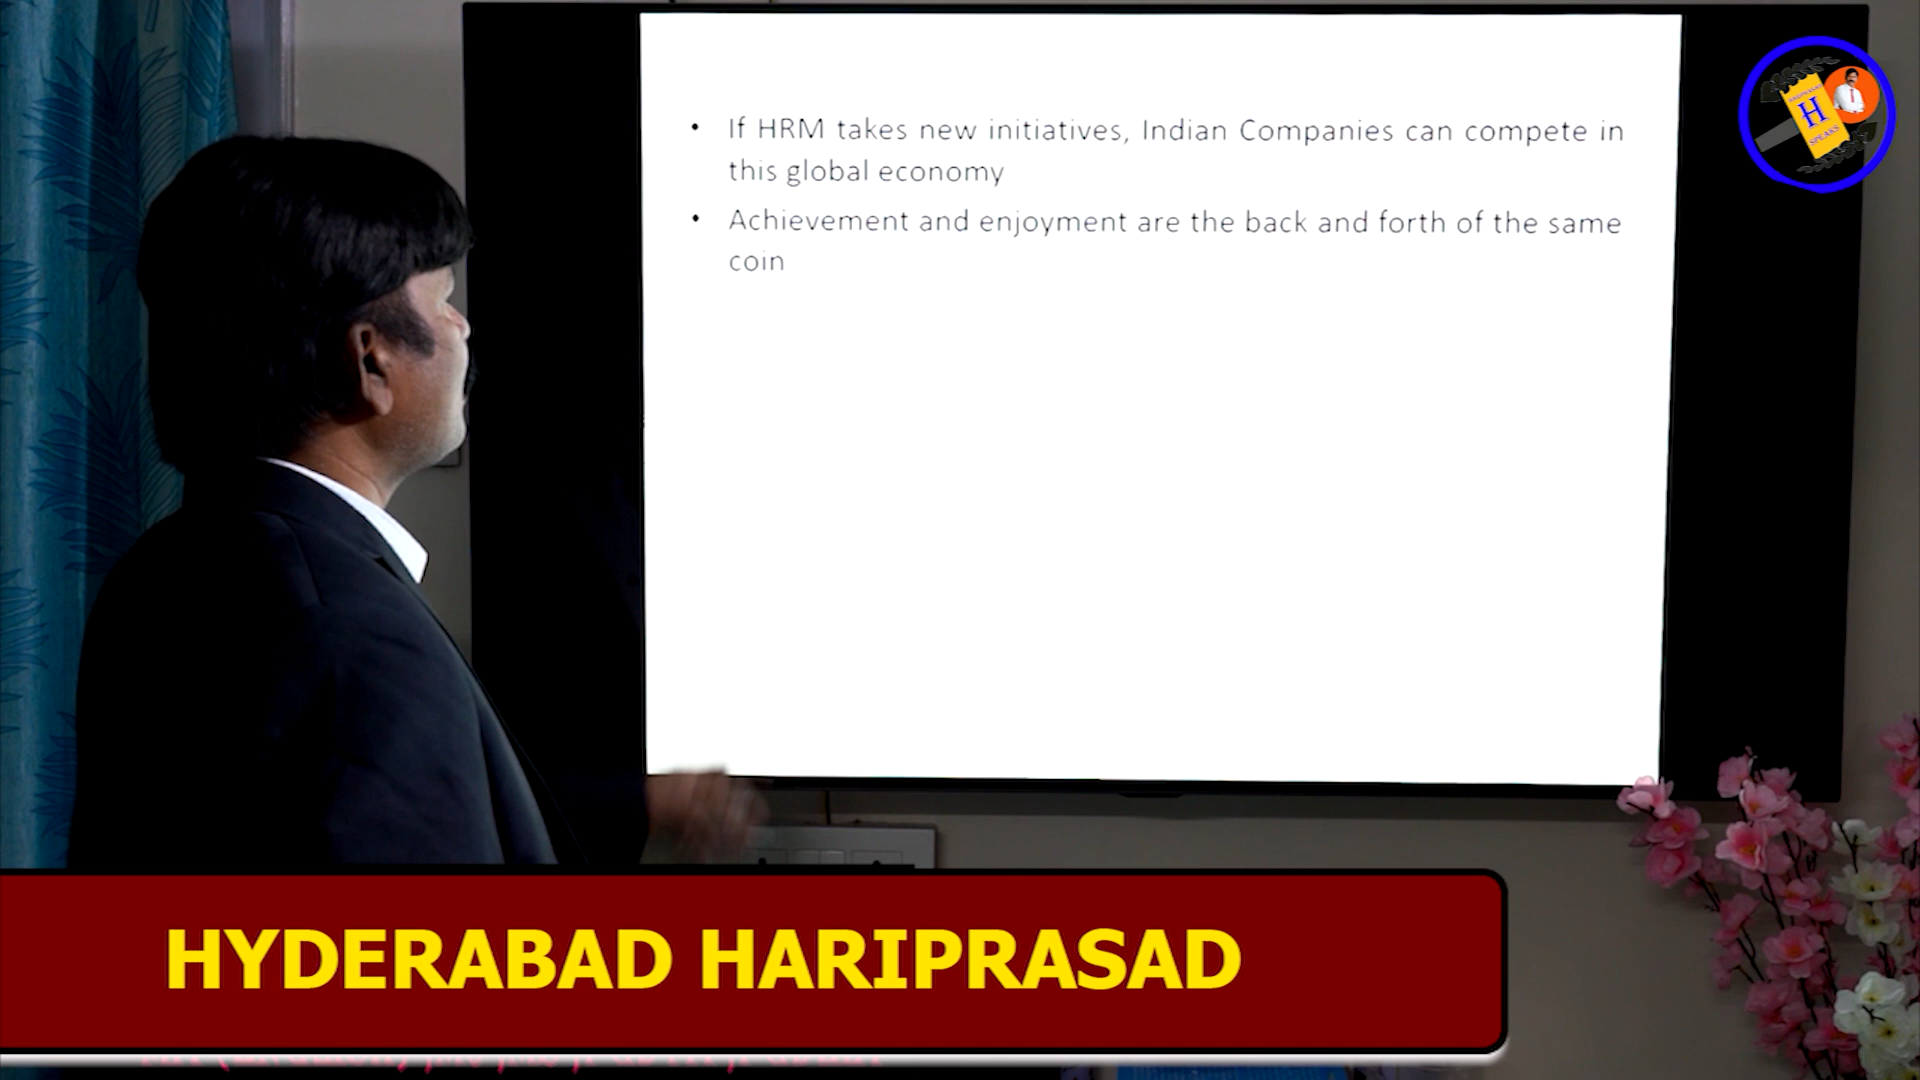 • If HRM takes new initiatives, Indian Companies can compete in
this global economy
• Achievement and enjoyment are the back and forth of the same
coin
H
SPEAKS
HYDERABAD HARIPRASAD